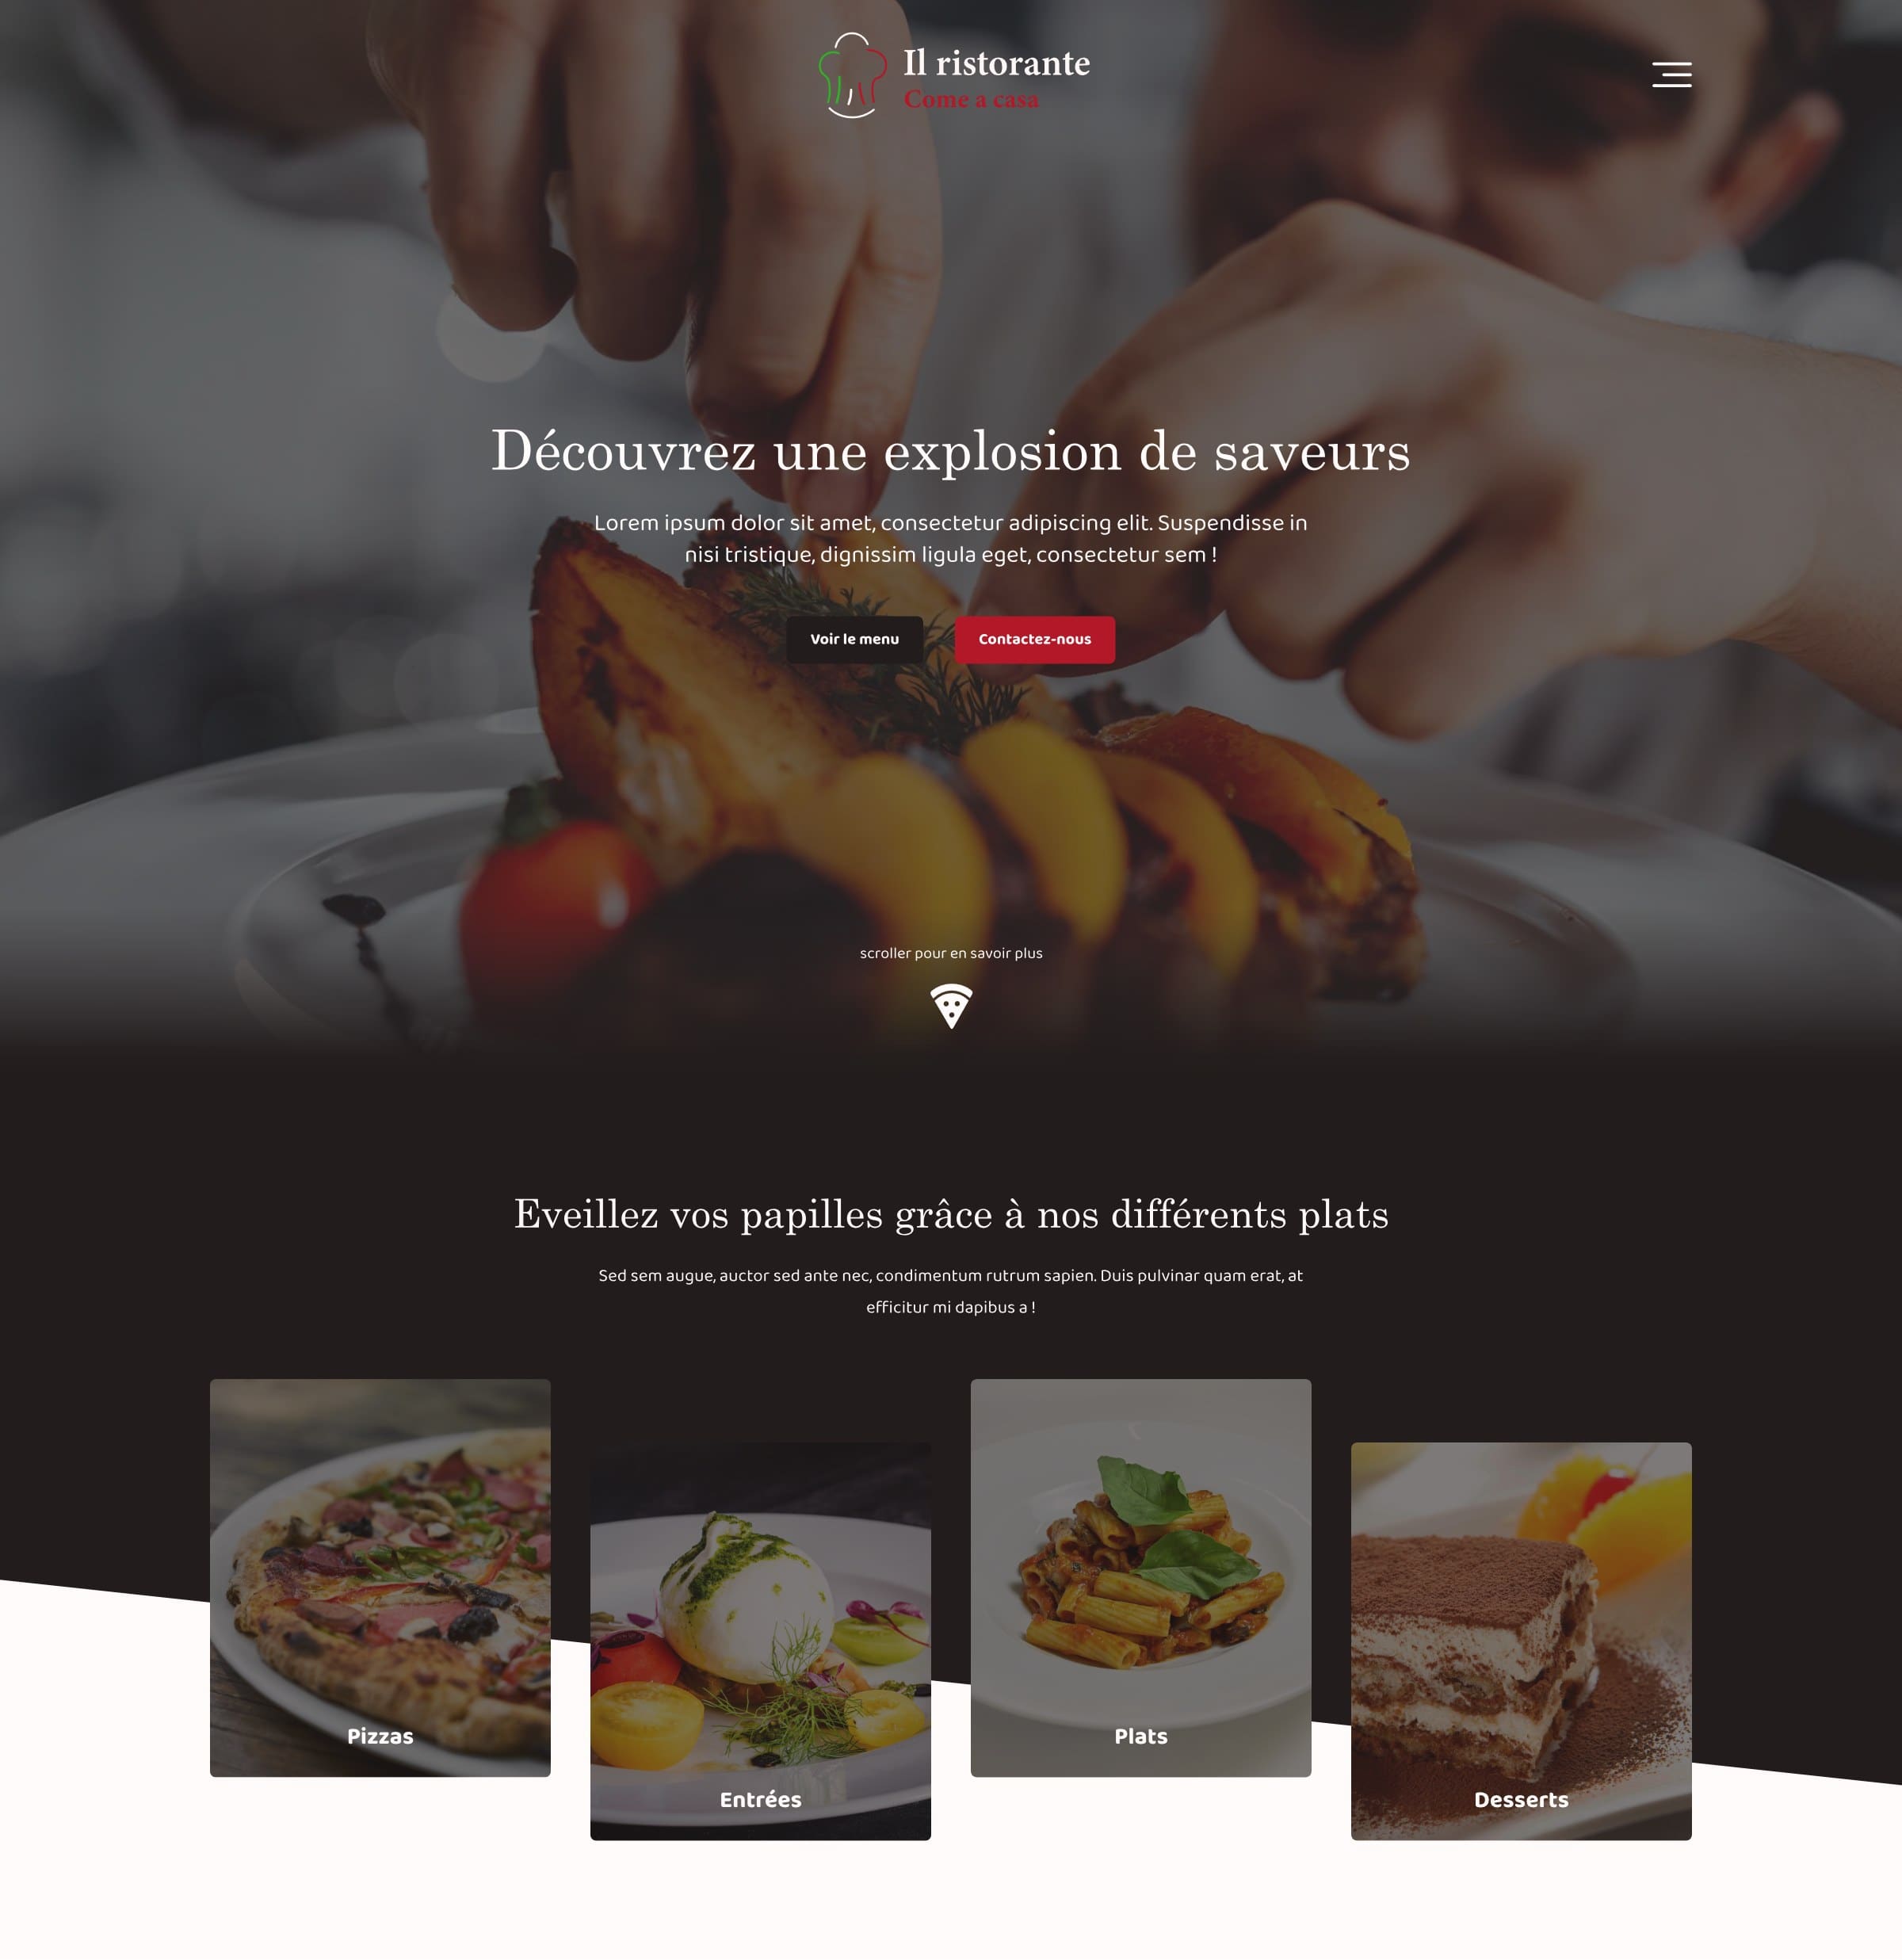 Il ristorante
Come a casa
Découvrez une explosion de saveurs
Lorem ipsum dolor sit amet, consectetur adipiscing elit. Suspendisse in
nisi tristique, dignissim ligula eget, consectetur sem !
Voir le menu
Contactez-nous
scroller pour en savoir plus
Eveillez vos papilles grâce à nos différents plats
Sed sem augue, auctor sed ante nec, condimentum rutrum sapien. Duis pulvinar quam erat, at
efficitur mi dapibus a !
Pizzas
Entrées
Plats
Desserts